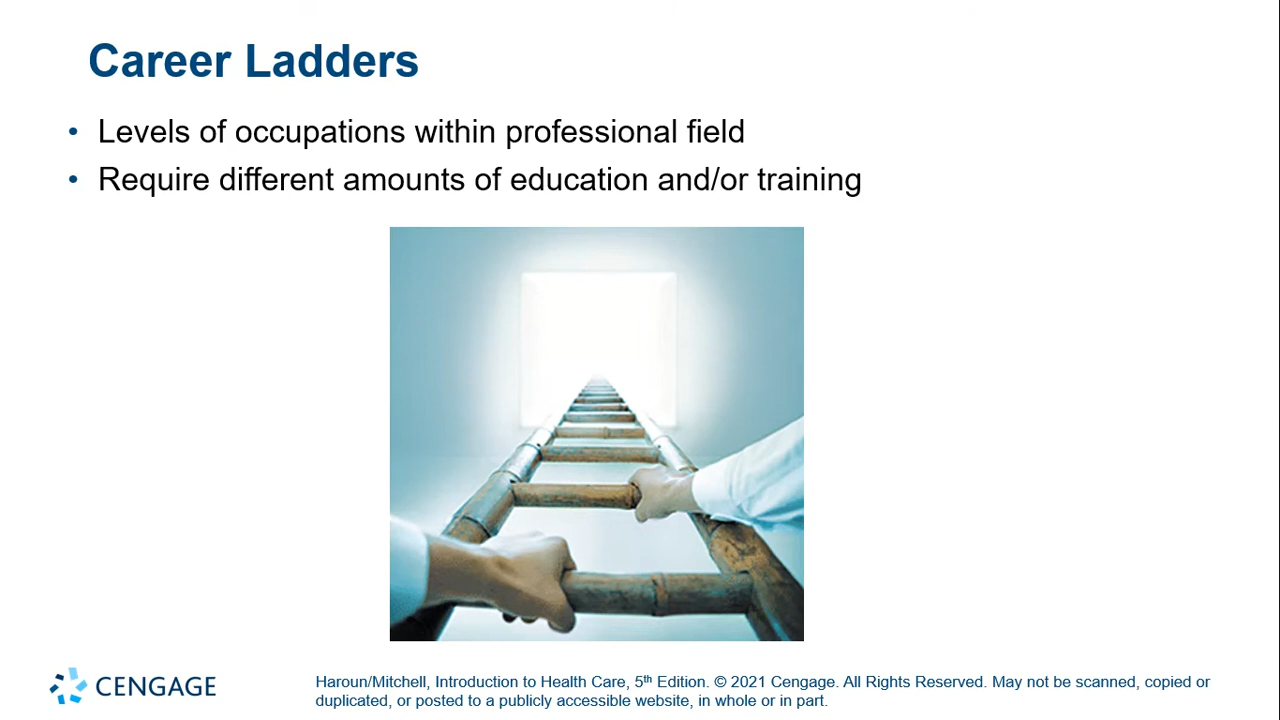 Career Ladders
• Levels of occupations within professional field
• Require different amounts of education and/or training
CENGAGE
Haroun/Mitchell, Introduction to Health Care, 5th Edition. © 2021 Cengage. All Rights Reserved. May not be scanned, copied or
duplicated, or posted to a publicly accessible website, in whole or in part.